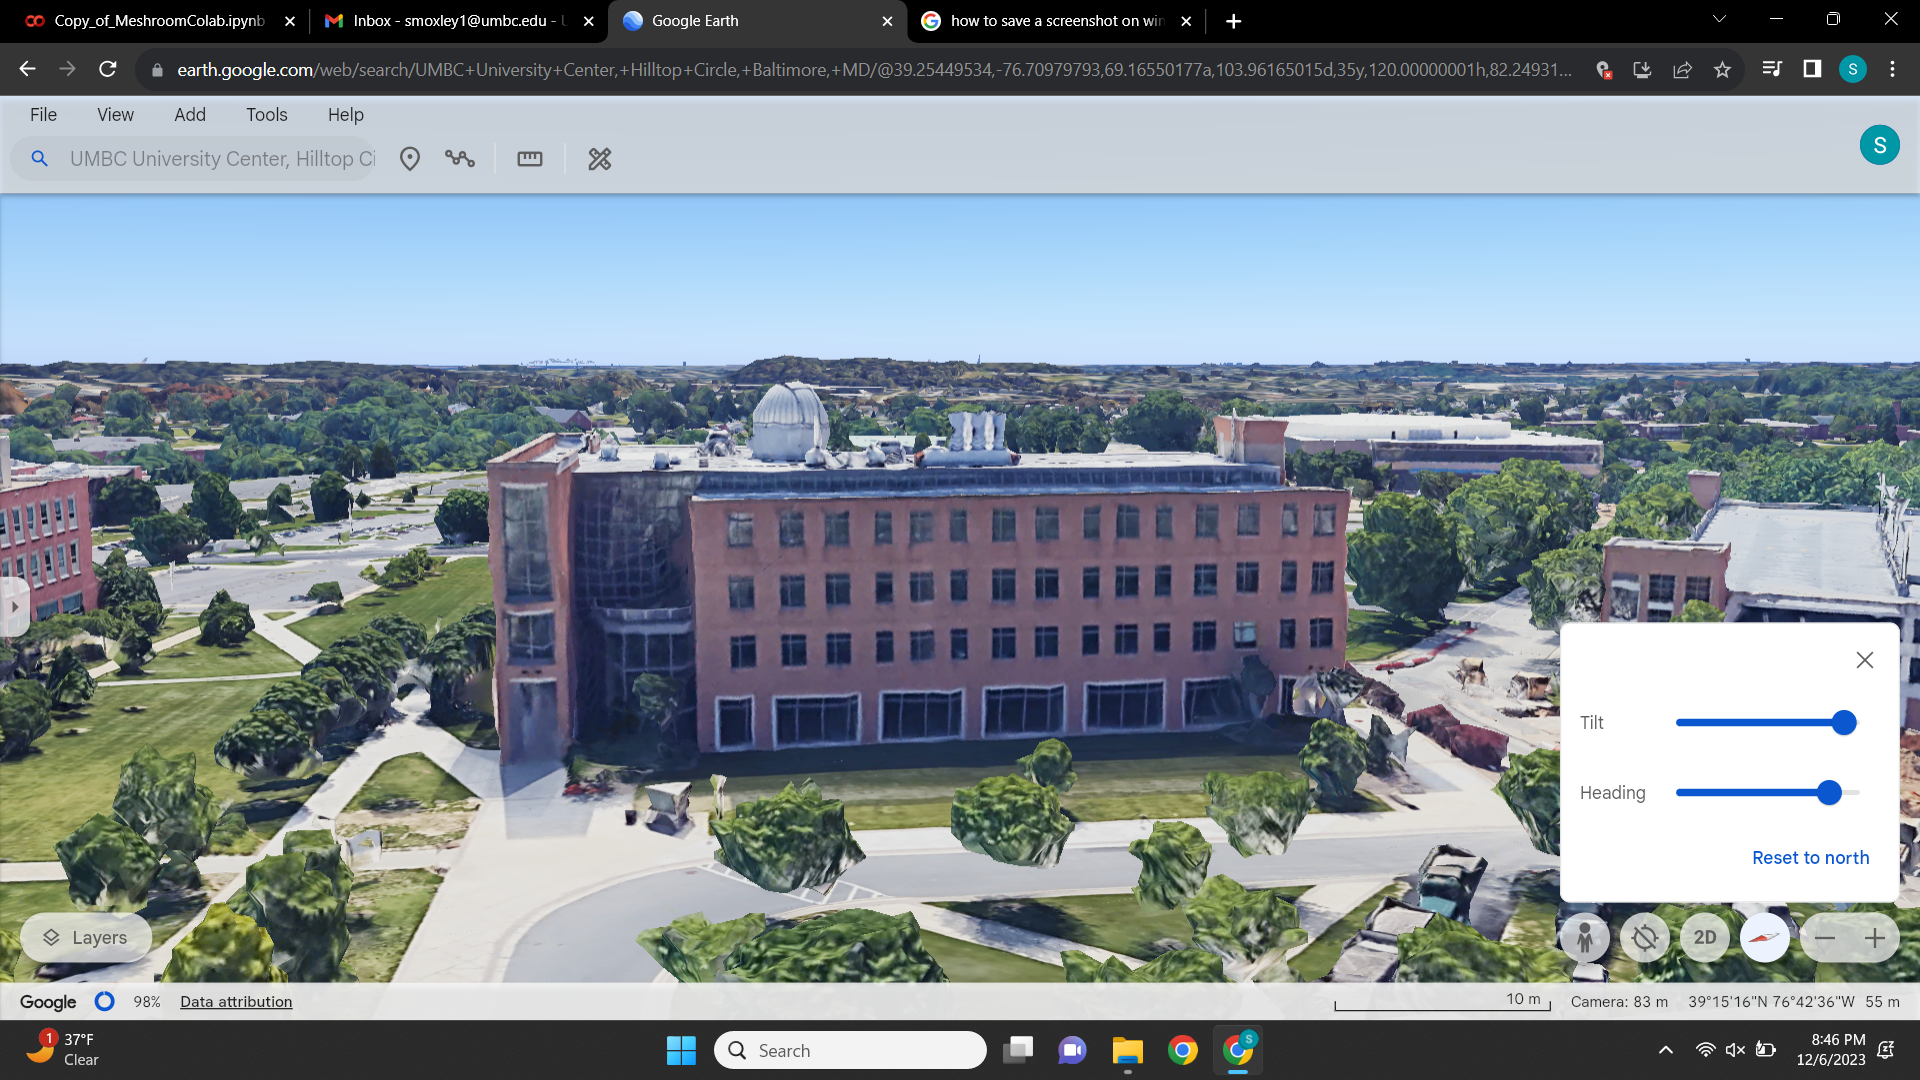 Copy_of_MeshroomColab.ipynb
Inbox - smoxley1@umbc.edu - U
Google Earth
how to save a screenshot on win
earth.google.com/web/search/UMBC+University+Center,+Hilltop+Circle,+Baltimore,+MD/@39.25449534,-76.70979793,69.16550177a,103.96165015d,35y,120.00000001h,82.24931...
S
File
View
Add
Tools
Help
UMBC University Center, Hilltop Ci
S
Tilt
Heading
Reset to north
Layers
2D
Google
98%
Data attribution
10 m
Camera: 83 m
39°15'16"N 76°42'36"W
55 m
1
37°F
Clear
Search
S
8:46 PM
12/6/2023